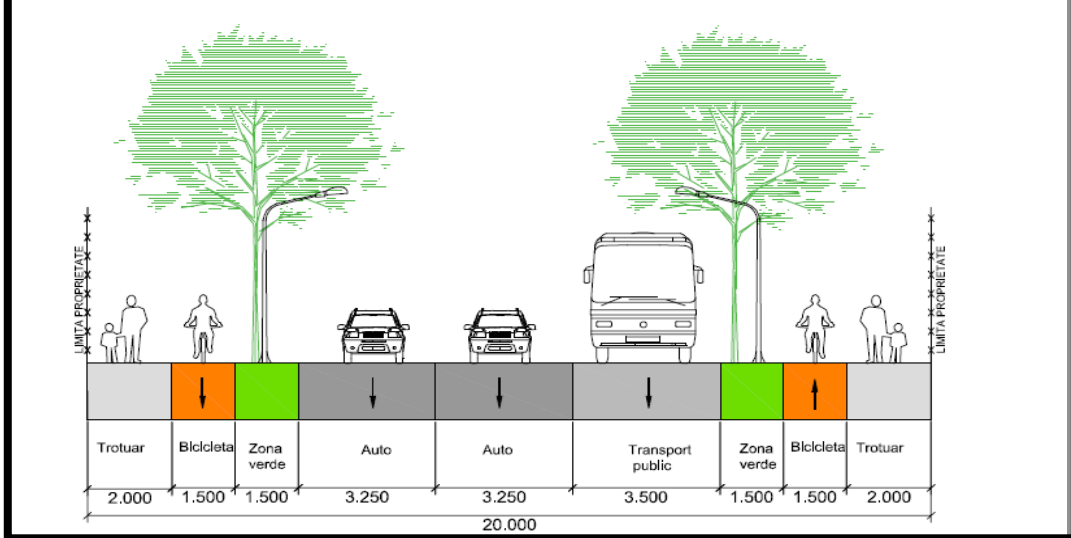 LIMITA PROPRIETATE
LIMITA PROPRIETATE
Trotuar
Bicicleta
Zona
verde
Auto
Auto
Transport
public
Zona
verde
Bicicleta
Trotuar
2.000
1.500
1.500
3.250
3.250
3.500
1.500
1.500
2.000
20.000